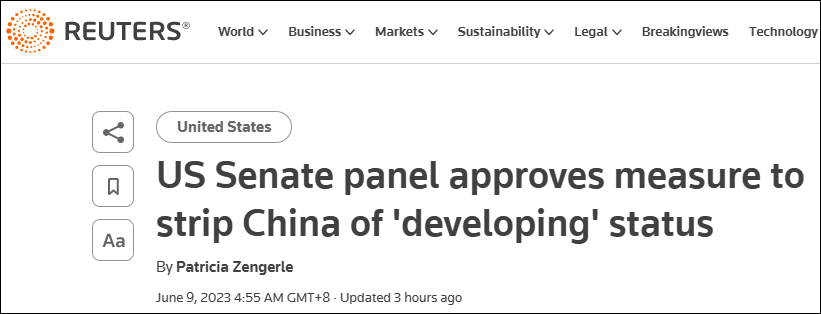 REUTERS®
World Business Markets Sustainability Legal Breakingviews Technology
United States
US Senate panel approves measure to
strip China of 'developing' status
Aa
By Patricia Zengerle
June 9, 2023 4:55 AM GMT+8 · Updated 3 hours ago